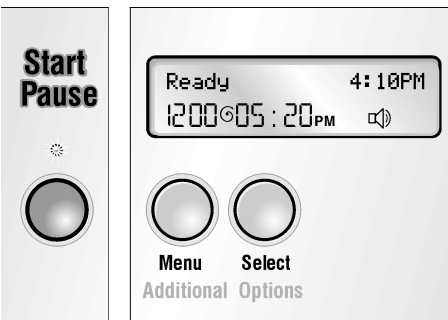 Start
Pause
Ready 4:10PM
1200 05:20PM
Menu Select
Additional Options